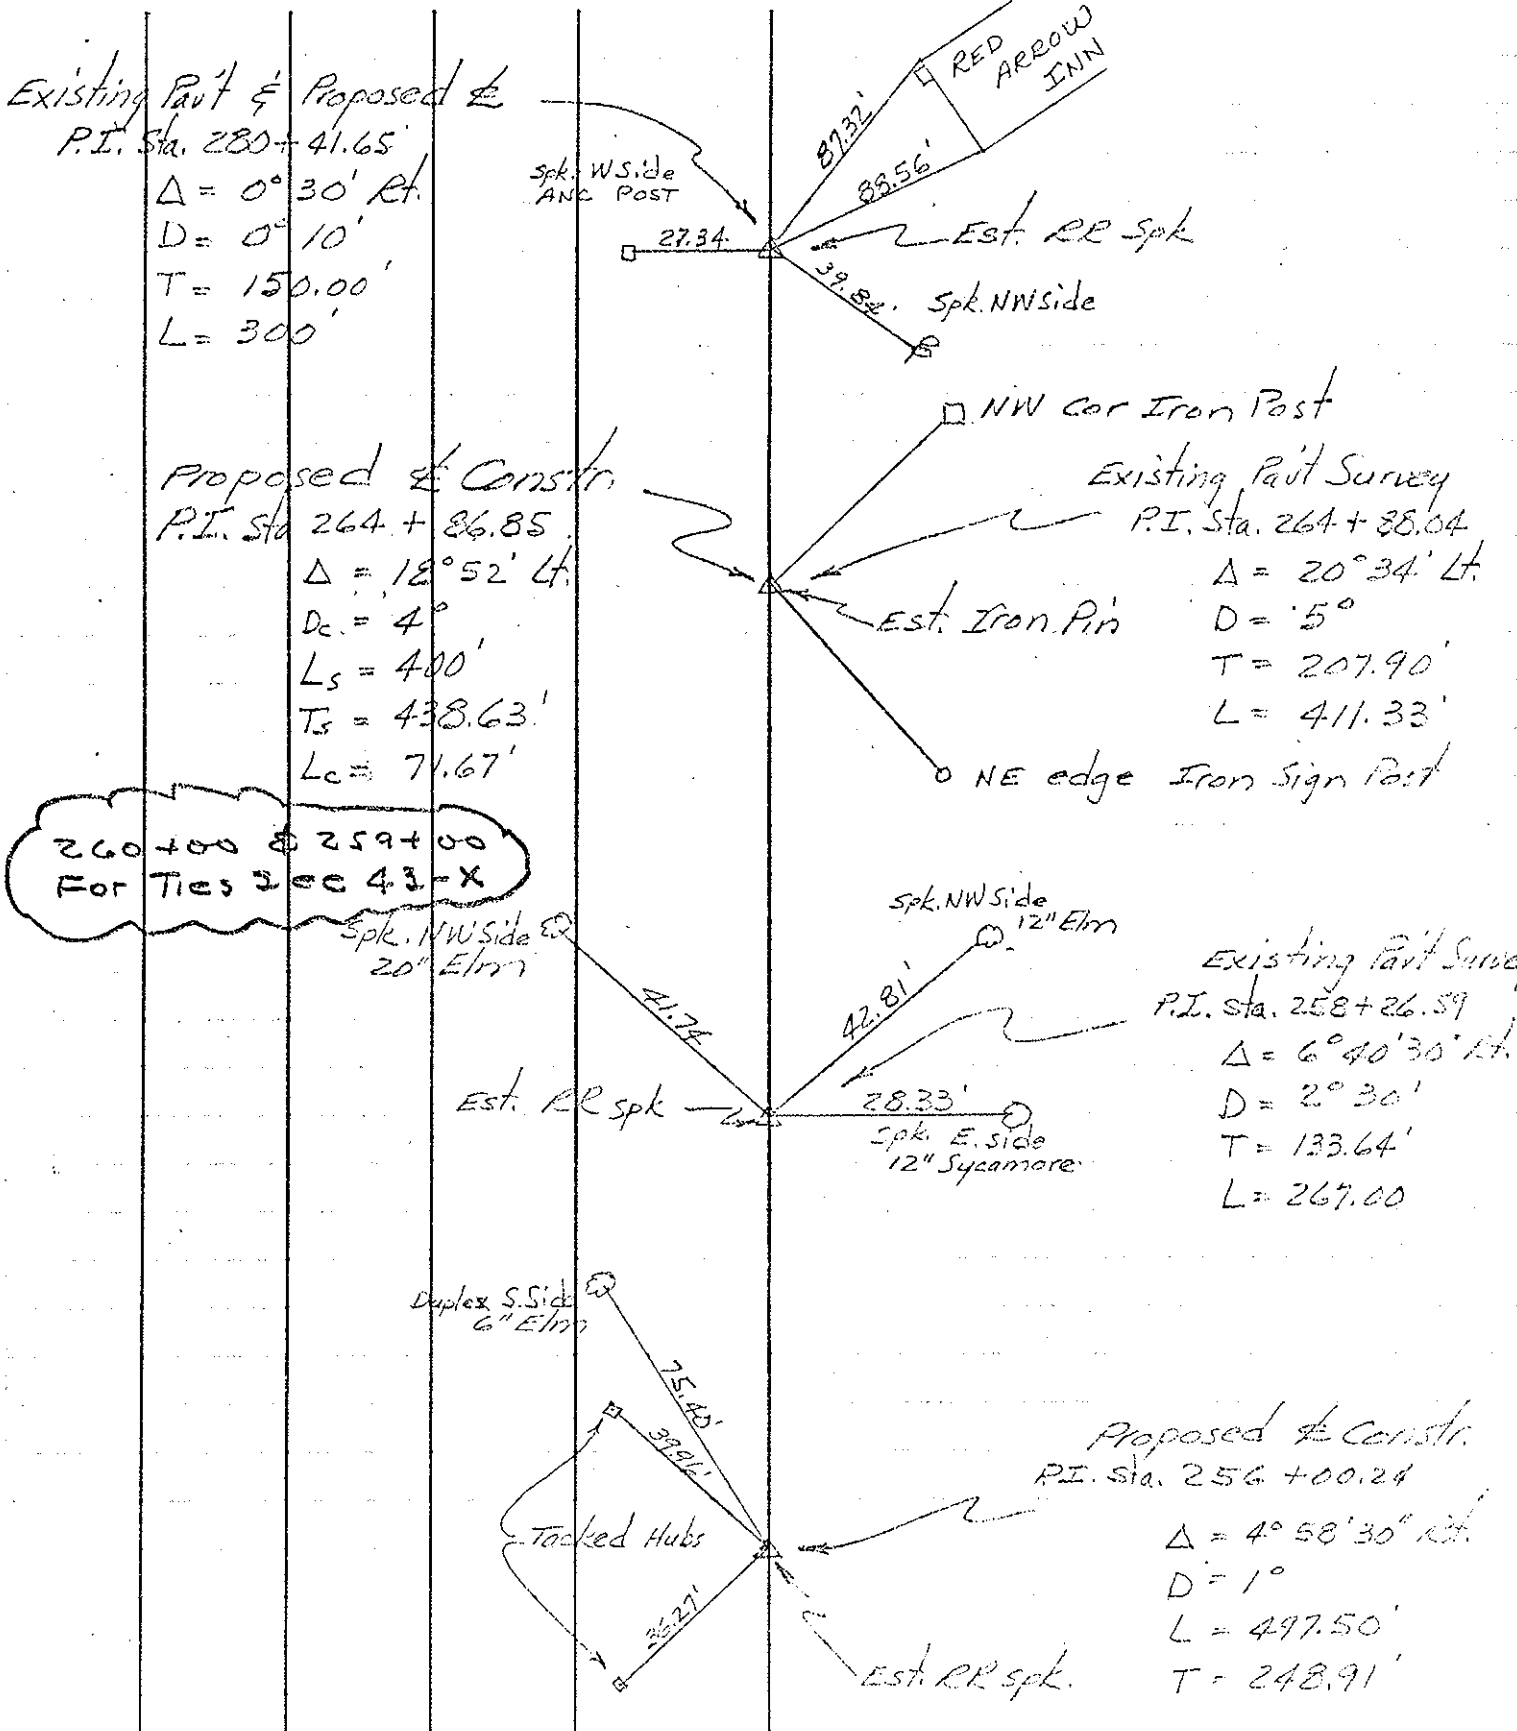 RED
ARROW
INN
Existing Pav't & Proposed ℄
P.I. Sta. 280+41.65
Δ = 0°30' Rt.
D = 0°10'
T = 150.00'
L = 300'
Spk. W Side
ANC POST
27.34
87.32'
88.56'
Est. RR Spk
39.84
Spk. NW Side
NW Cor Iron Post
Proposed ℄ Constr.
P.I. Sta 264 + 86.85
Δ = 18°52' Lt.
Dc. = 4°
Ls = 400'
Ts = 438.63'
Lc = 71.67'
Existing Pav't Survey
P.I. Sta. 264+88.04
Δ = 20°34' Lt.
D = 5°
T = 207.90'
L = 411.33'
Est. Iron Pin
NE edge Iron Sign Post
260+00 & 259+00
For Ties See 43-X
Spk. NW Side
20" Elm
41.74
Spk. NW Side
12" Elm
42.81'
Existing Pav't Surve
P.I. Sta. 258+26.59
Δ = 6°40'30" Rt.
D = 2°30'
T = 133.64'
L = 267.00
Est. RR Spk
28.33'
Spk. E. Side
12" Sycamore
Duplex S. Side
6" Elm
75.40'
39.96'
Tacked Hubs
36.27'
Proposed ℄ Constr.
P.I. Sta. 256 +00.24
Δ = 4°58'30" Rt.
D = 1°
L = 497.50'
T = 248.91'
Est. RR Spk.